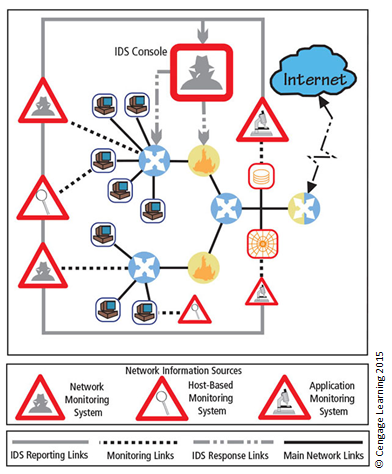 IDS Console
Internet
Network Information Sources
Network
Monitoring
System
Host-Based
Monitoring
System
Application
Monitoring
System
IDS Reporting Links
Monitoring Links
IDS Response Links
Main Network Links
© Cengage Learning 2015